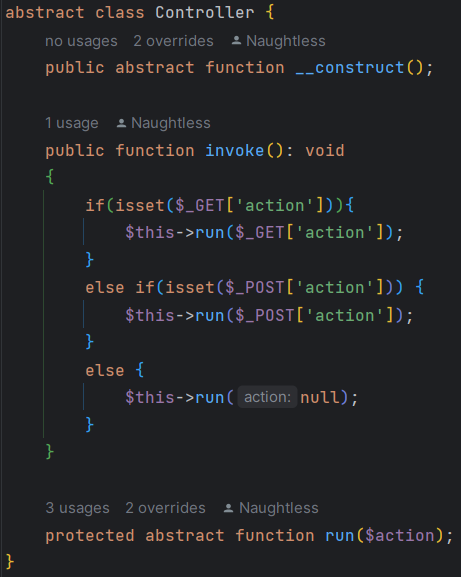 abstract class Controller {
no usages 2 overrides Naughtless
public abstract function __construct();
1 usage Naughtless
public function invoke(): void
{
if(isset($_GET['action'])){
$this->run($_GET['action']);
}
else if(isset($_POST['action'])) {
$this->run($_POST['action']);
}
else {
$this->run( action: null);
}
}
3 usages 2 overrides Naughtless
protected abstract function run($action);
}